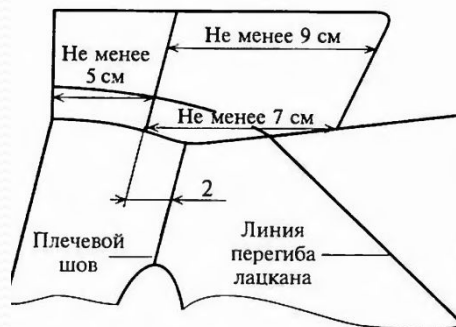 Не менее
5 см
Не менее 9 см
Не менее 7 см
2
Плечевой
шов
Линия
перегиба
лацкана